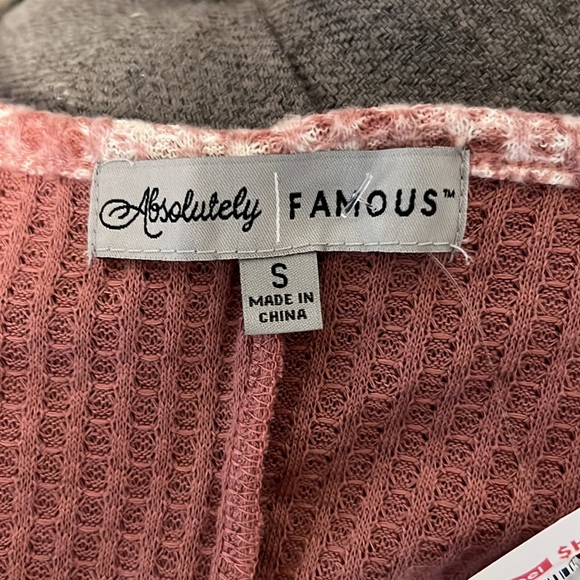 Absolutely | FAMOUS™
S
MADE IN
CHINA